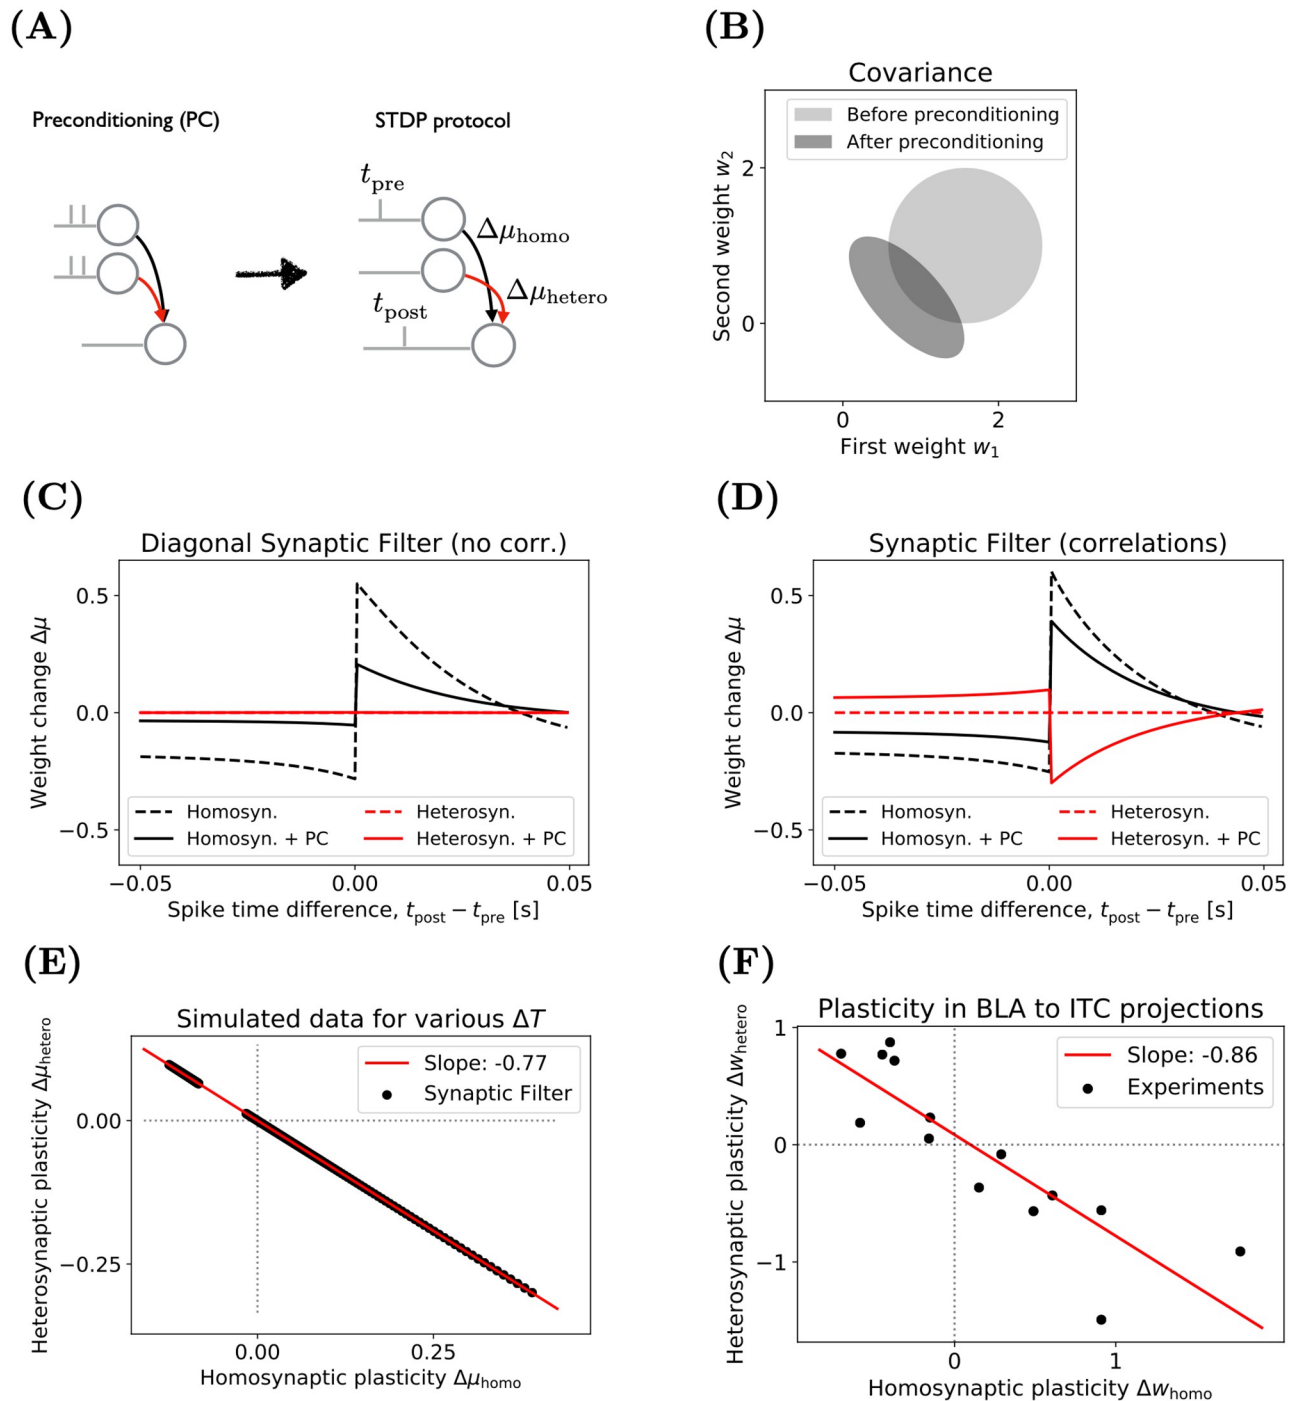 (A)
Preconditioning (PC)
STDP protocol
t_pre
Δμ_homo
Δμ_hetero
t_post
(B)
Covariance
Before preconditioning
After preconditioning
Second weight w₂
2
0
0
2
First weight w₁
(C)
Diagonal Synaptic Filter (no corr.)
Weight change Δμ
0.5
0.0
−0.5
Homosyn.
Homosyn. + PC
Heterosyn.
Heterosyn. + PC
−0.05
0.00
0.05
Spike time difference, t_post − t_pre [s]
(D)
Synaptic Filter (correlations)
Weight change Δμ
0.5
0.0
−0.5
Homosyn.
Homosyn. + PC
Heterosyn.
Heterosyn. + PC
−0.05
0.00
0.05
Spike time difference, t_post − t_pre [s]
(E)
Simulated data for various ΔT
Heterosynaptic plasticity Δμ_hetero
0.00
−0.25
Slope: -0.77
Synaptic Filter
0.00
0.25
Homosynaptic plasticity Δμ_homo
(F)
Plasticity in BLA to ITC projections
Heterosynaptic plasticity Δw_hetero
1
0
−1
Slope: -0.86
Experiments
0
1
Homosynaptic plasticity Δw_homo